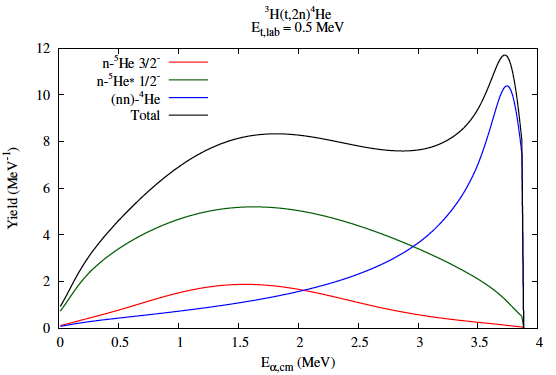 ³H(t,2n)⁴He
Eₜ,lab = 0.5 MeV
n-⁵He 3/2⁻
n-⁵He* 1/2⁻
(nn)-⁴He
Total
Yield (MeV⁻¹)
12
10
8
6
4
2
0
0 0.5 1 1.5 2 2.5 3 3.5 4
Eα,cm (MeV)